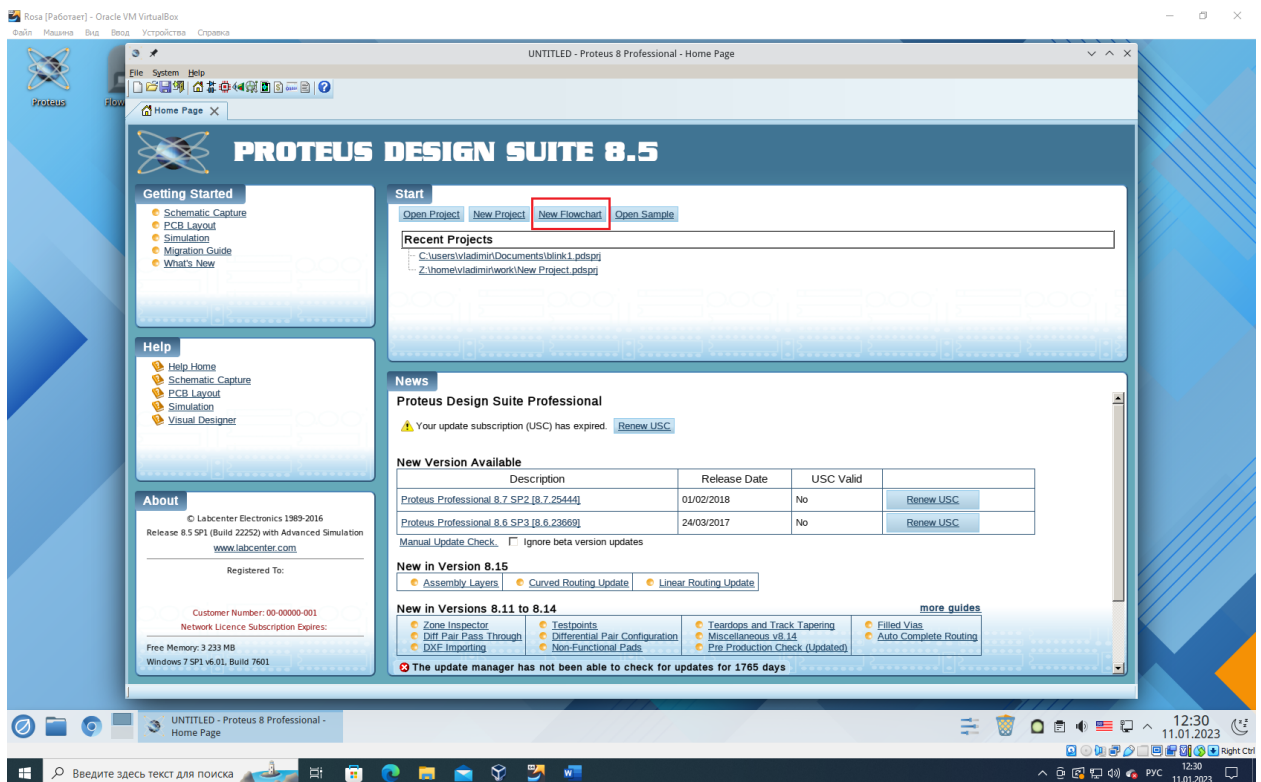 Rosa [Работает] - Oracle VM VirtualBox
Файл Машина Вид Ввод Устройства Справка
Proteus
Flow
UNTITLED - Proteus 8 Professional - Home Page
File System Help
Home Page
PROTEUS DESIGN SUITE 8.5
Getting Started
Schematic Capture
PCB Layout
Simulation
Migration Guide
What's New
Start
Open Project New Project New Flowchart Open Sample
Recent Projects
C:\users\vladimir\Documents\blink1.pdsprj
Z:\home\vladimir\work\New Project.pdsprj
Help
Help Home
Schematic Capture
PCB Layout
Simulation
Visual Designer
News
Proteus Design Suite Professional
Your update subscription (USC) has expired. Renew USC
New Version Available
Description Release Date USC Valid
Proteus Professional 8.7 SP2 [8.7.25444] 01/02/2018 No Renew USC
Proteus Professional 8.6 SP3 [8.6.23669] 24/03/2017 No Renew USC
Manual Update Check. Ignore beta version updates
New in Version 8.15
Assembly Layers Curved Routing Update Linear Routing Update
New in Versions 8.11 to 8.14 more guides
Zone Inspector Testpoints Teardops and Track Tapering Filled Vias
Diff Pair Pass Through Differential Pair Configuration Miscellaneous v8.14 Auto Complete Routing
DXF Importing Non-Functional Pads Pre Production Check (Updated)
The update manager has not been able to check for updates for 1765 days
About
© Labcenter Electronics 1989-2016
Release 8.5 SP1 (Build 22252) with Advanced Simulation
www.labcenter.com
Registered To:
Customer Number: 00-00000-001
Network Licence Subscription Expires:
Free Memory: 3 233 MB
Windows 7 SP1 v6.01, Build 7601
UNTITLED - Proteus 8 Professional -
Home Page
12:30
11.01.2023
Right Ctrl
Введите здесь текст для поиска
РУС
12:30
11.01.2023